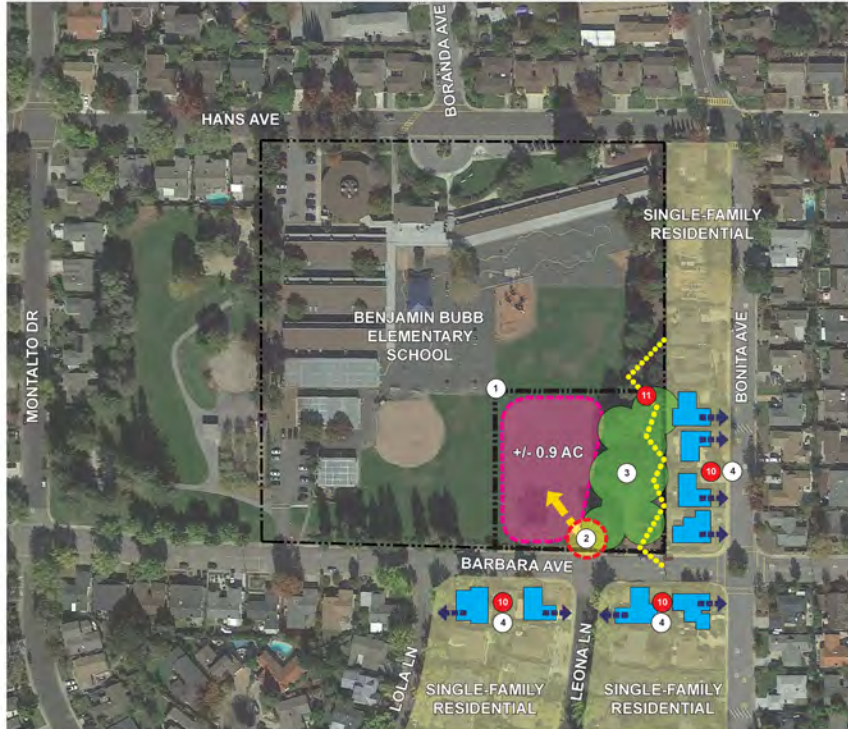 BORANDA AVE
HANS AVE
SINGLE-FAMILY
RESIDENTIAL
MONTALTO DR
BENJAMIN BUBB
ELEMENTARY
SCHOOL
BONITA AVE
1
11
+/- 0.9 AC
3
10
4
2
BARBARA AVE
10
4
10
4
LOLA LN
LEONA LN
SINGLE-FAMILY
RESIDENTIAL
SINGLE-FAMILY
RESIDENTIAL